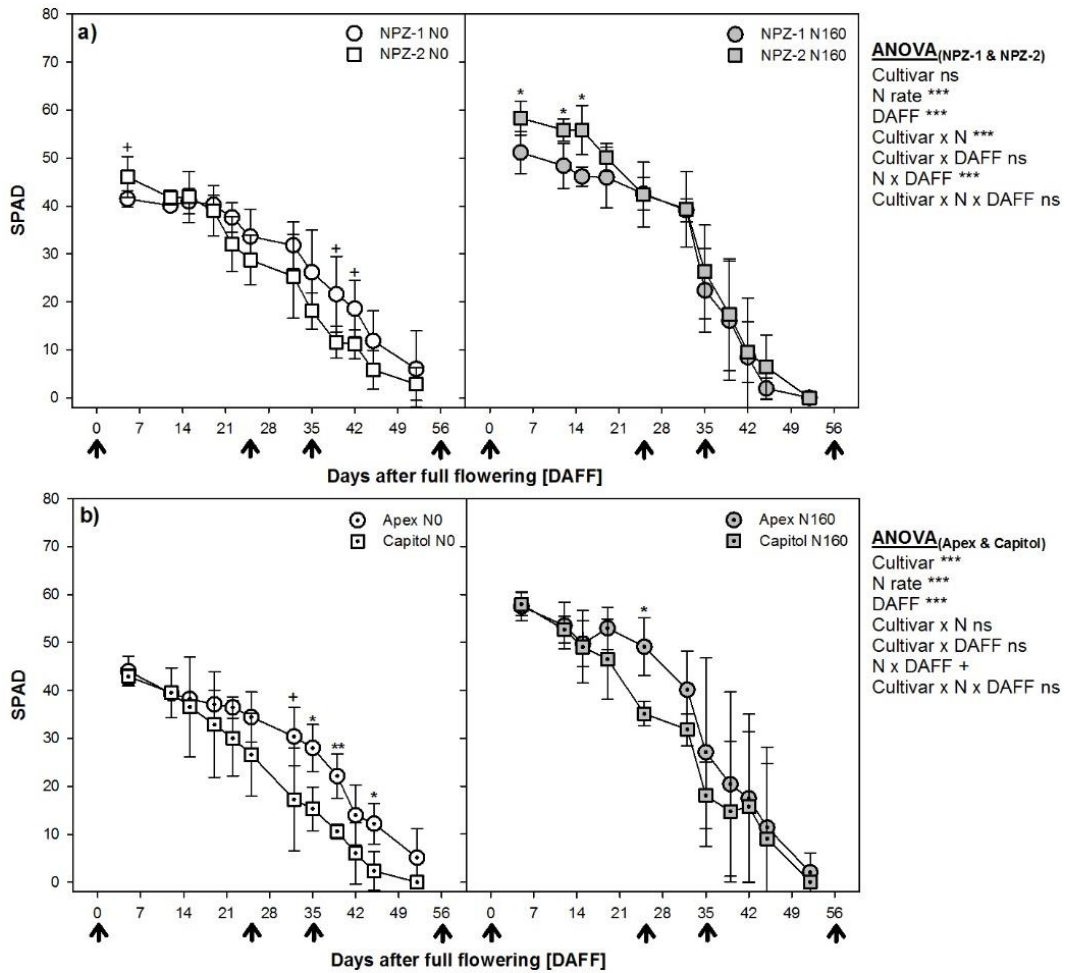 a)
NPZ-1 N0
NPZ-2 N0
NPZ-1 N160
NPZ-2 N160
80
70
60
50
40
30
20
10
0
SPAD
+
+
+
*
*
*
0 7 14 21 28 35 42 49 56 0 7 14 21 28 35 42 49 56
Days after full flowering [DAFF]
ANOVA(NPZ-1 & NPZ-2)
Cultivar ns
N rate ***
DAFF ***
Cultivar x N ***
Cultivar x DAFF ns
N x DAFF ***
Cultivar x N x DAFF ns
b)
Apex N0
Capitol N0
Apex N160
Capitol N160
80
70
60
50
40
30
20
10
0
SPAD
+
*
**
*
*
0 7 14 21 28 35 42 49 56 0 7 14 21 28 35 42 49 56
Days after full flowering [DAFF]
ANOVA(Apex & Capitol)
Cultivar ***
N rate ***
DAFF ***
Cultivar x N ns
Cultivar x DAFF ns
N x DAFF +
Cultivar x N x DAFF ns